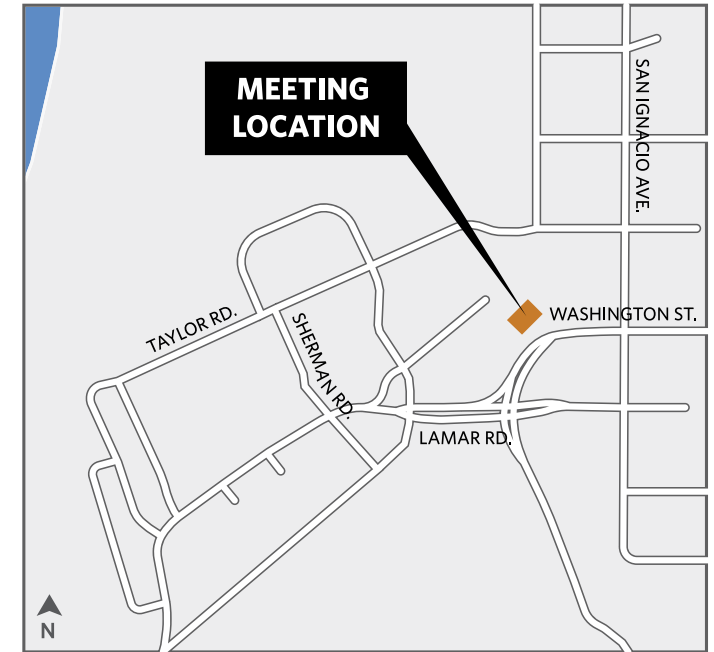 MEETING
LOCATION
SAN IGNACIO AVE.
TAYLOR RD.
SHERMAN RD.
WASHINGTON ST.
LAMAR RD.
N